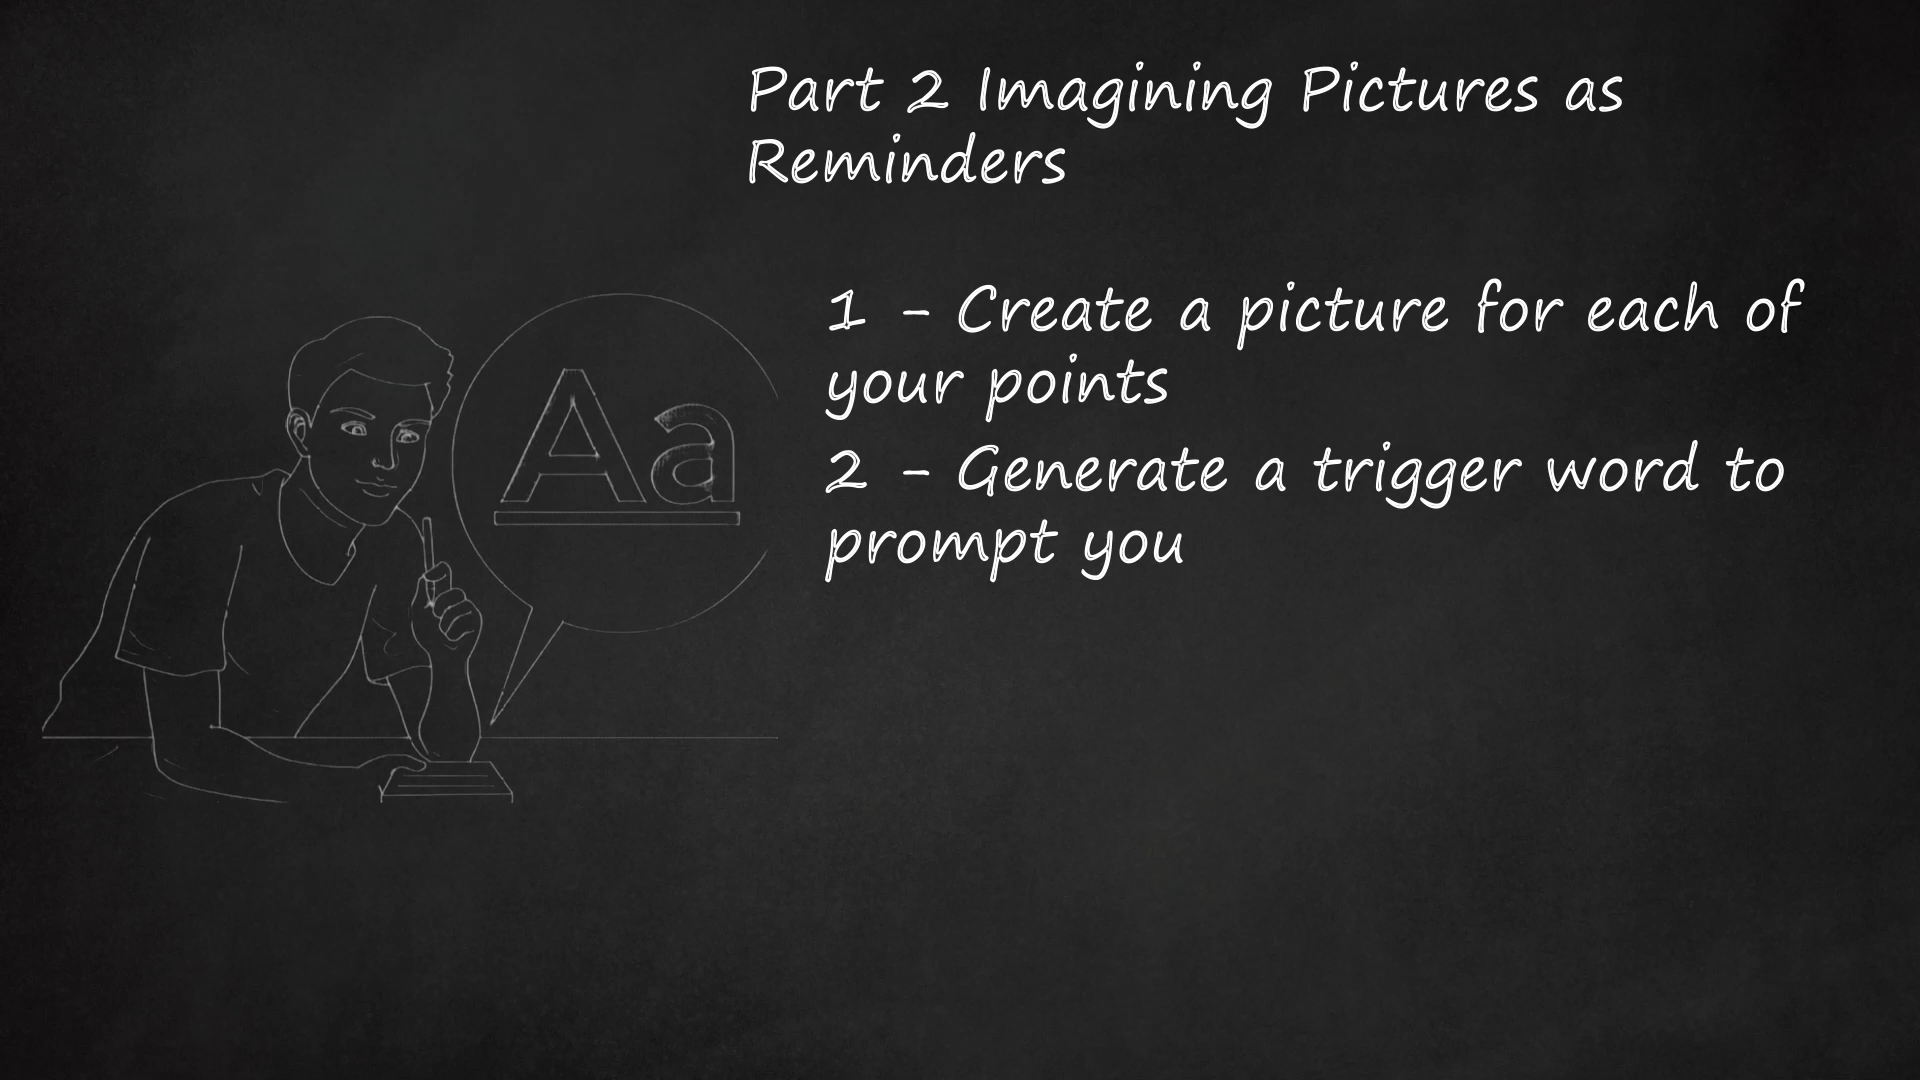 Part 2 Imagining Pictures as
Reminders
1 - Create a picture for each of
your points
2 - Generate a trigger word to
prompt you
Aa